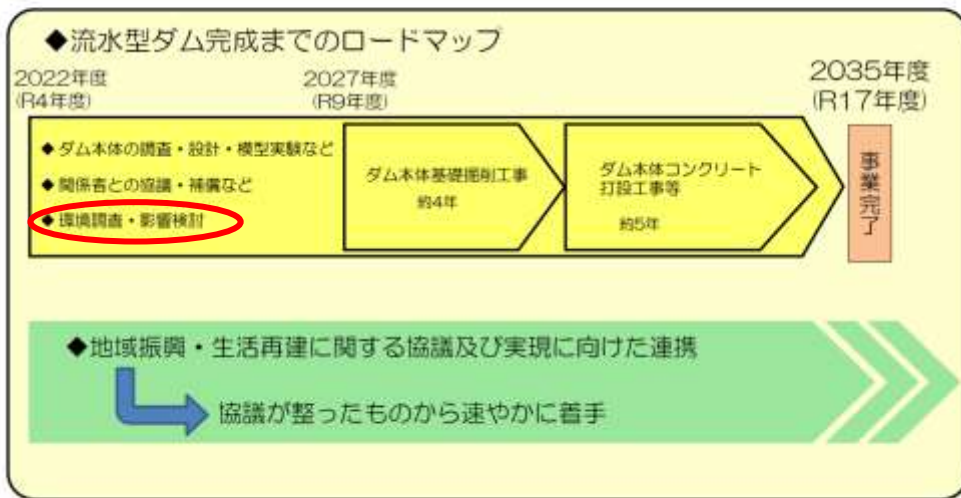 ◆流水型ダム完成までのロードマップ
2022年度
(R4年度)
2027年度
(R9年度)
2035年度
(R17年度)
◆ダム本体の調査・設計・模型実験など
◆関係者との協議・補償など
◆環境調査・影響検討
ダム本体基礎掘削工事
約4年
ダム本体コンクリート
打設工事等
約5年
事業完了
◆地域振興・生活再建に関する協議及び実現に向けた連携
協議が整ったものから速やかに着手